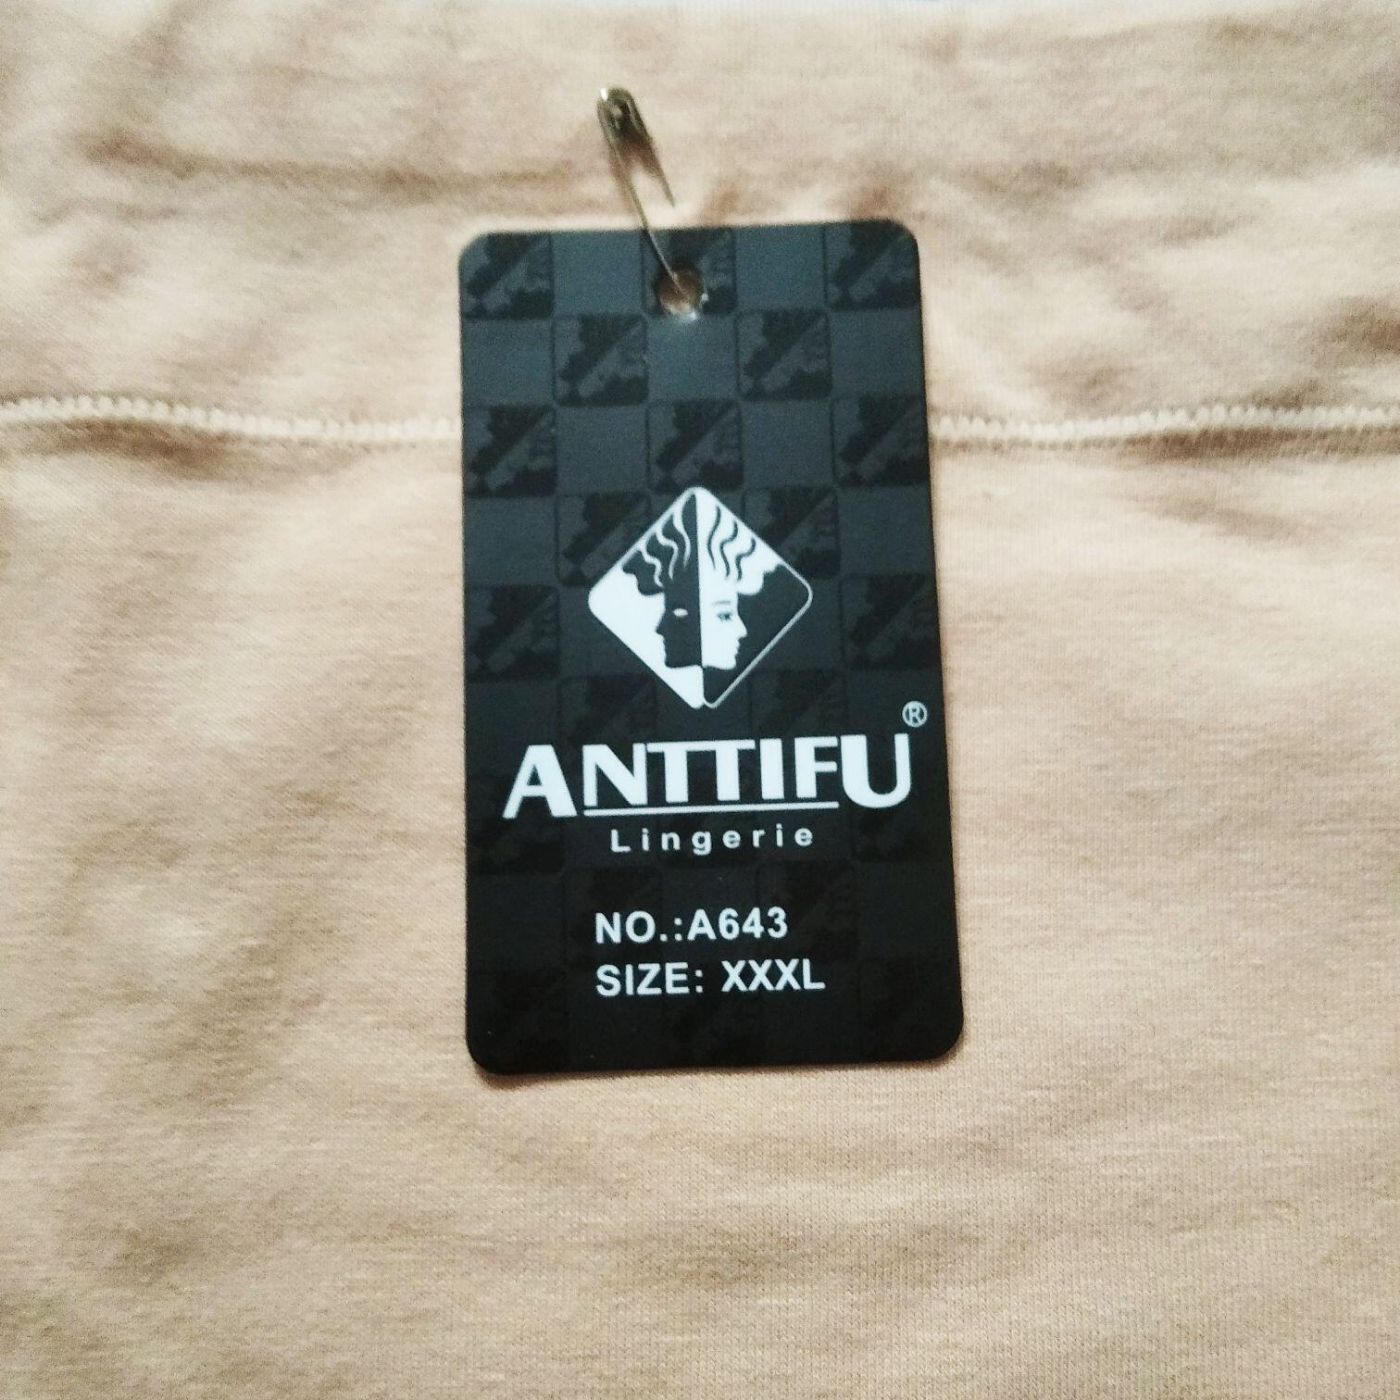 ANTTIFU®
Lingerie
NO.:A643
SIZE: XXXL